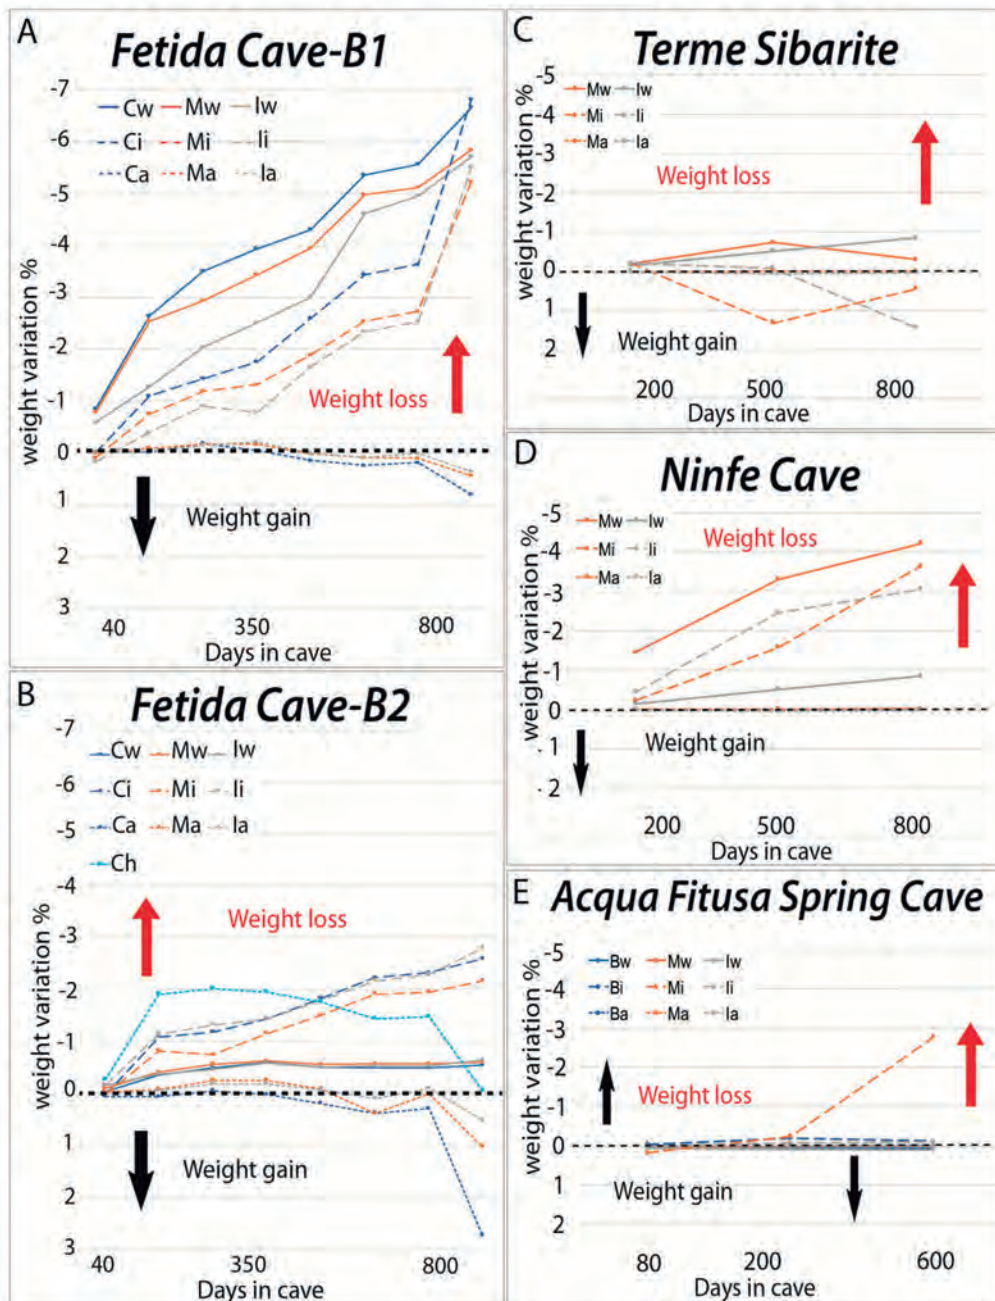 A
Fetida Cave-B1
weight variation %
-7
-6
-5
-4
-3
-2
-1
0
1
2
3
Cw Mw Iw
Ci Mi Ii
Ca Ma Ia
Weight loss
Weight gain
40 350 800
Days in cave
B
Fetida Cave-B2
weight variation %
-7
-6
-5
-4
-3
-2
-1
0
1
2
3
Cw Mw Iw
Ci Mi Ii
Ca Ma Ia
Ch
Weight loss
Weight gain
40 350 800
Days in cave
C
Terme Sibarite
weight variation %
-5
-4
-3
-2
-1
0
1
2
Mw Iw
Mi Ii
Ma Ia
Weight loss
Weight gain
200 500 800
Days in cave
D
Ninfe Cave
weight variation %
-5
-4
-3
-2
-1
0
1
- 2
Mw Iw
Mi Ii
Ma Ia
Weight loss
Weight gain
200 500 800
Days in cave
E
Acqua Fitusa Spring Cave
weight variation %
-5
-4
-3
-2
-1
0
1
2
Bw Mw Iw
Bi Mi Ii
Ba Ma Ia
Weight loss
Weight gain
80 200 600
Days in cave